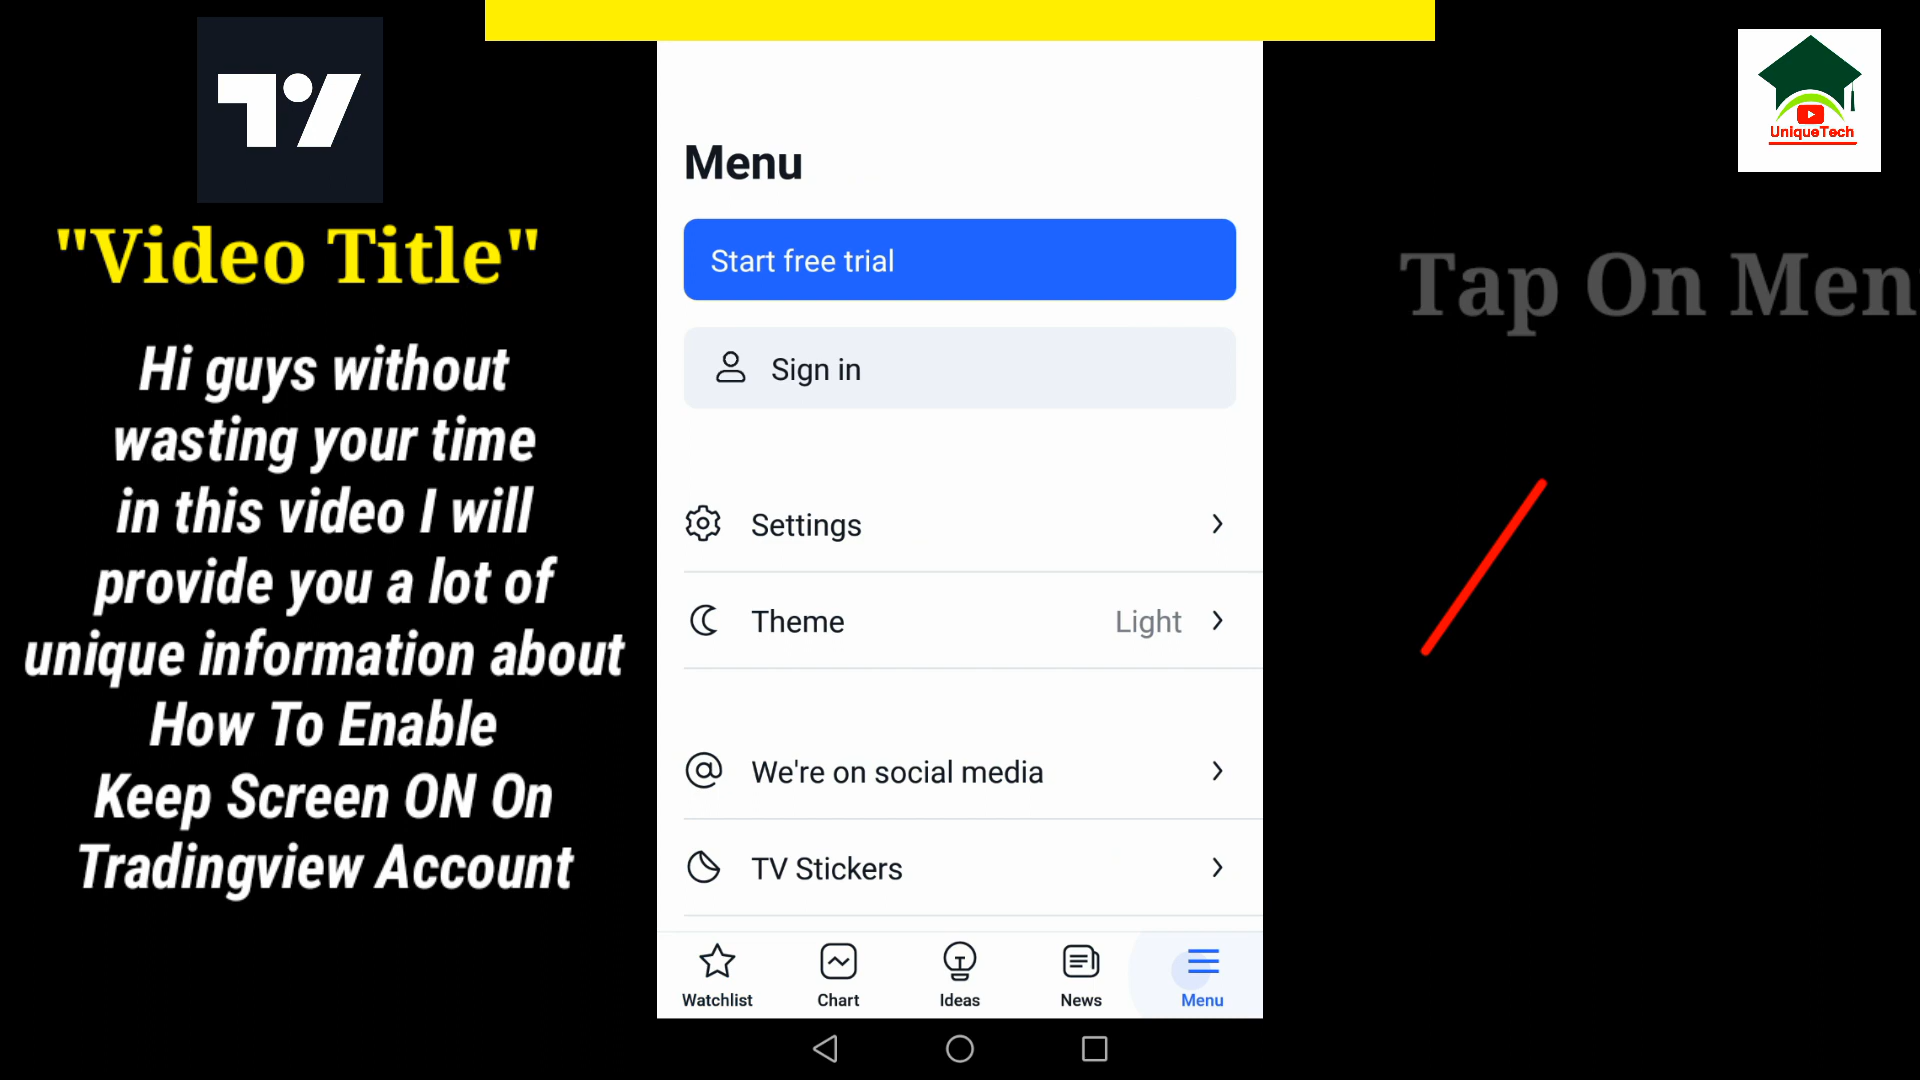 "Video Title"
Hi guys without
wasting your time
in this video I will
provide you a lot of
unique information about
How To Enable
Keep Screen ON On
Tradingview Account
Menu
Start free trial
Sign in
Settings
Theme Light
We're on social media
TV Stickers
Watchlist Chart Ideas News Menu
UniqueTech
Tap On Men